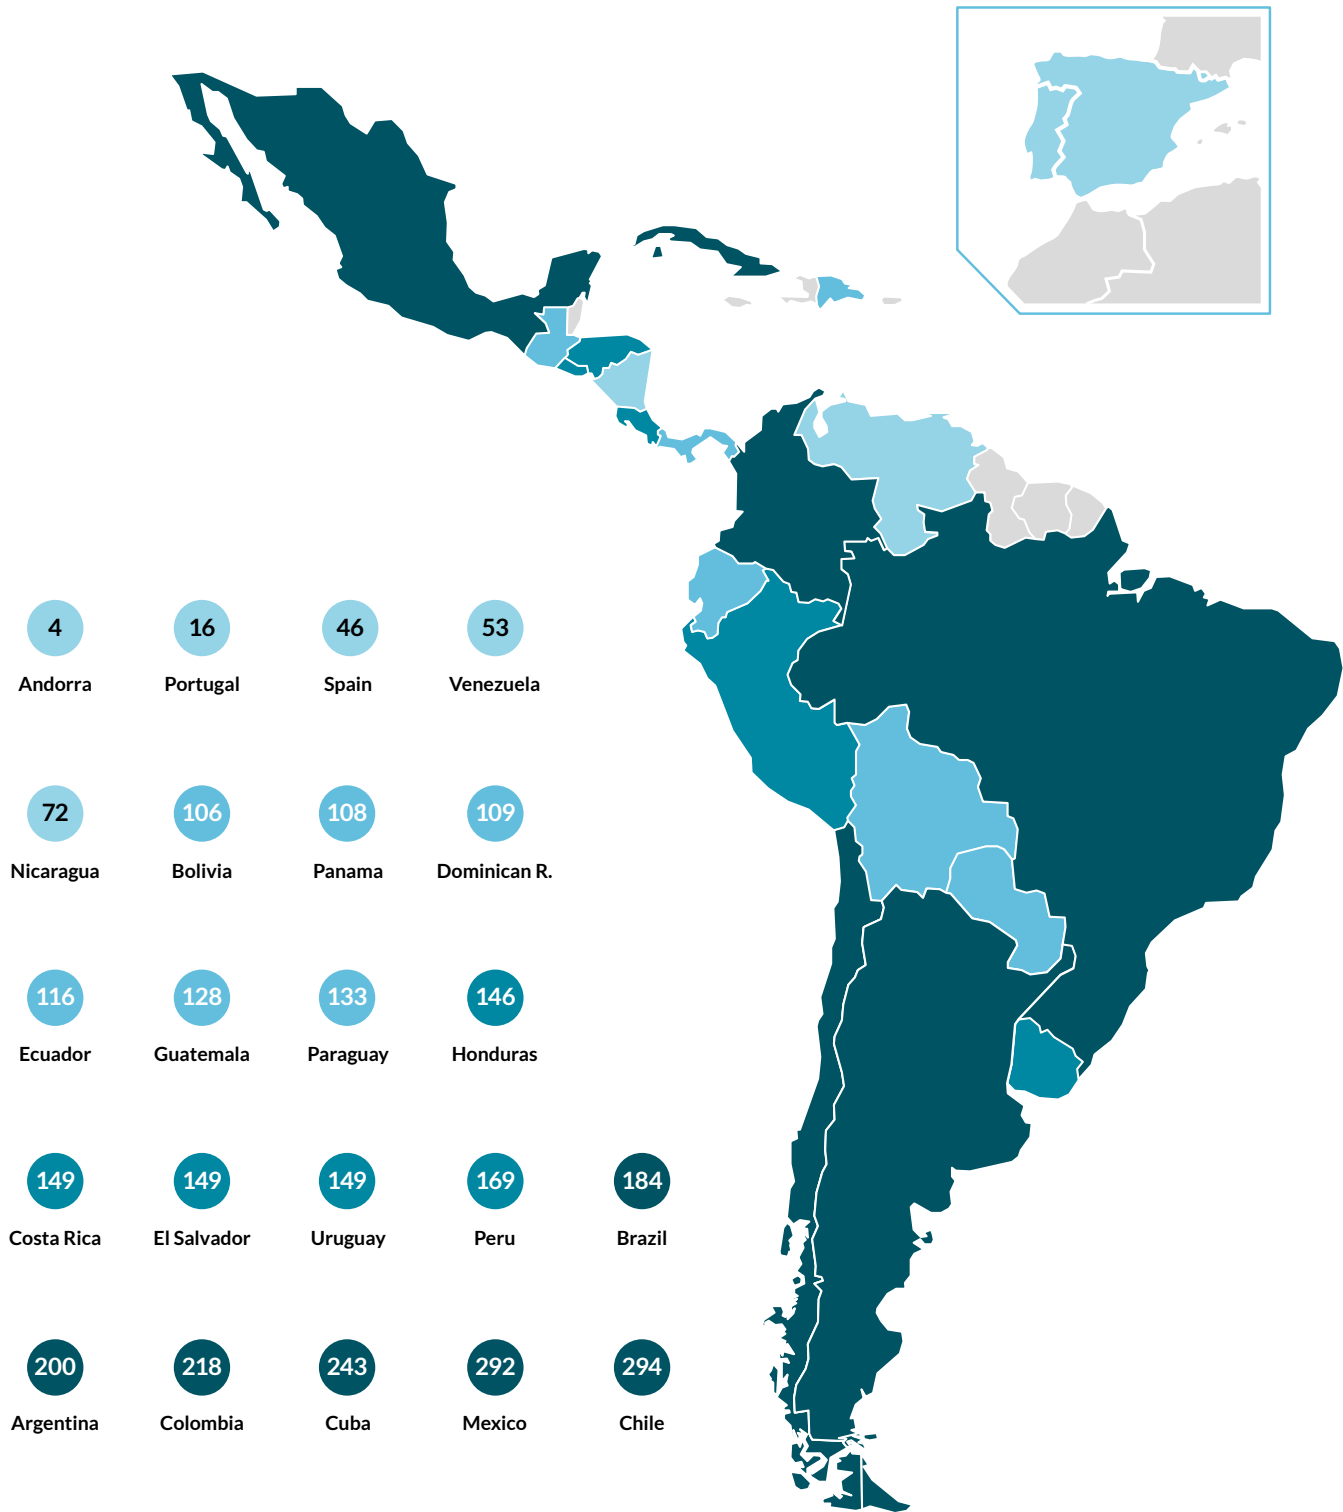 4 16 46 53
Andorra Portugal Spain Venezuela
72 106 108 109
Nicaragua Bolivia Panama Dominican R.
116 128 133 146
Ecuador Guatemala Paraguay Honduras
149 149 149 169 184
Costa Rica El Salvador Uruguay Peru Brazil
200 218 243 292 294
Argentina Colombia Cuba Mexico Chile